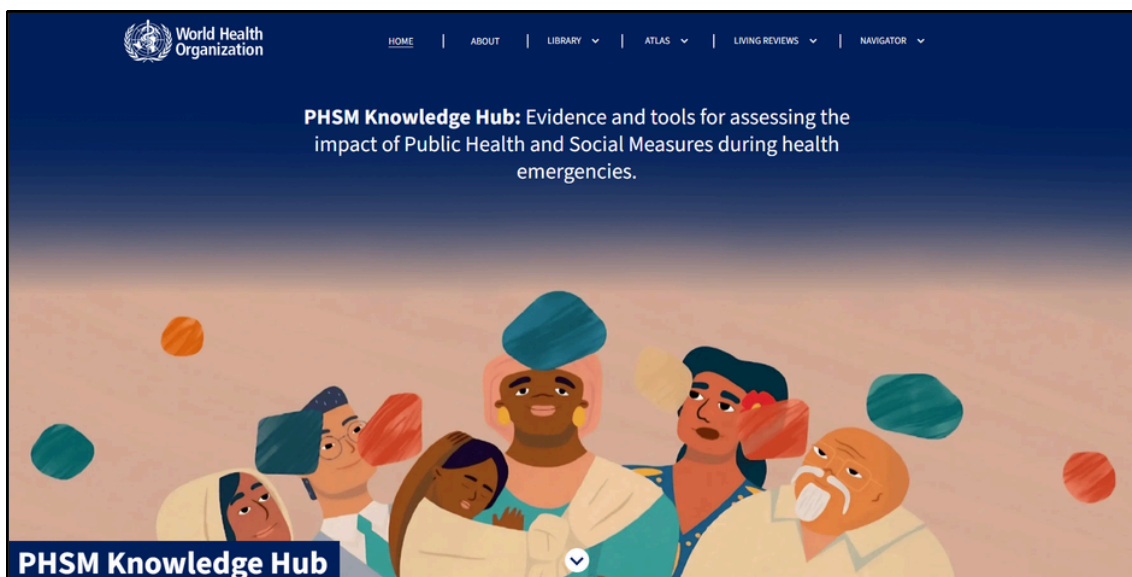 World Health
Organization
HOME | ABOUT | LIBRARY | ATLAS | LIVING REVIEWS | NAVIGATOR
PHSM Knowledge Hub: Evidence and tools for assessing the
impact of Public Health and Social Measures during health
emergencies.
PHSM Knowledge Hub